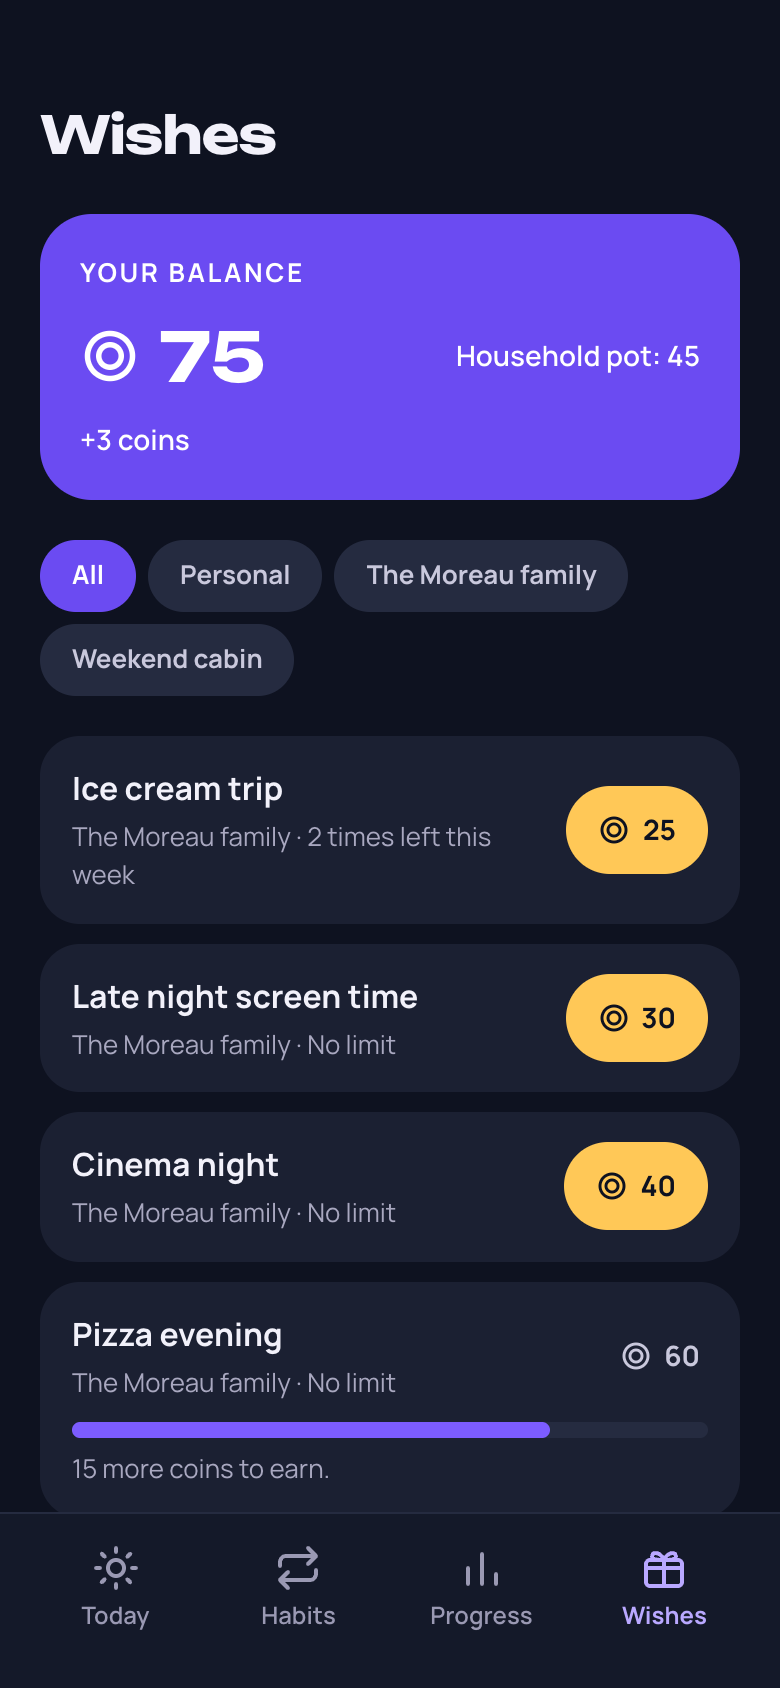 Wishes
YOUR BALANCE
75
Household pot: 45
+3 coins
All
Personal
The Moreau family
Weekend cabin
Ice cream trip
The Moreau family · 2 times left this
week
25
Late night screen time
The Moreau family · No limit
30
Cinema night
The Moreau family · No limit
40
Pizza evening
The Moreau family · No limit
60
15 more coins to earn.
Today
Habits
Progress
Wishes